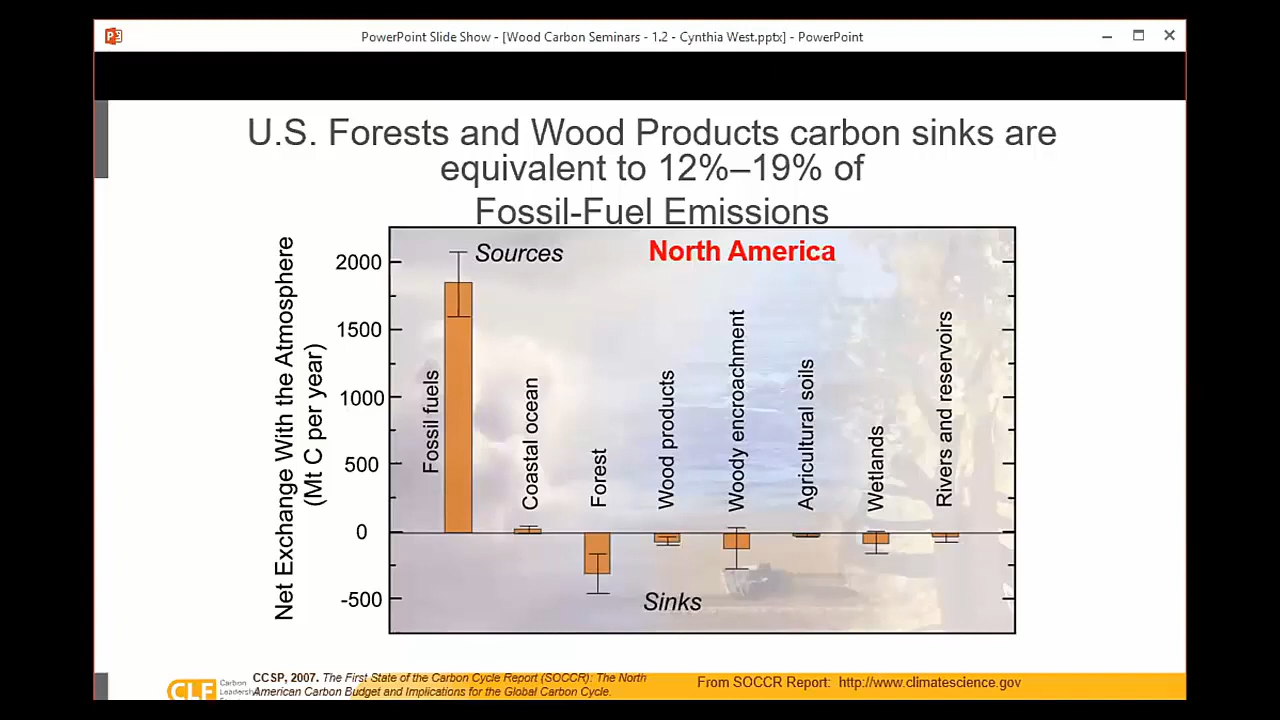 PowerPoint Slide Show - [Wood Carbon Seminars - 1.2 - Cynthia West.pptx] - PowerPoint
U.S. Forests and Wood Products carbon sinks are
equivalent to 12%–19% of
Fossil-Fuel Emissions
Net Exchange With the Atmosphere
(Mt C per year)
2000
1500
1000
500
0
-500
Sources
North America
Fossil fuels
Coastal ocean
Forest
Wood products
Woody encroachment
Agricultural soils
Wetlands
Rivers and reservoirs
Sinks
CLF
Carbon
CCSP, 2007. The First State of the Carbon Cycle Report (SOCCR): The North
American Carbon Budget and Implications for the Global Carbon Cycle.
From SOCCR Report: http://www.climatescience.gov